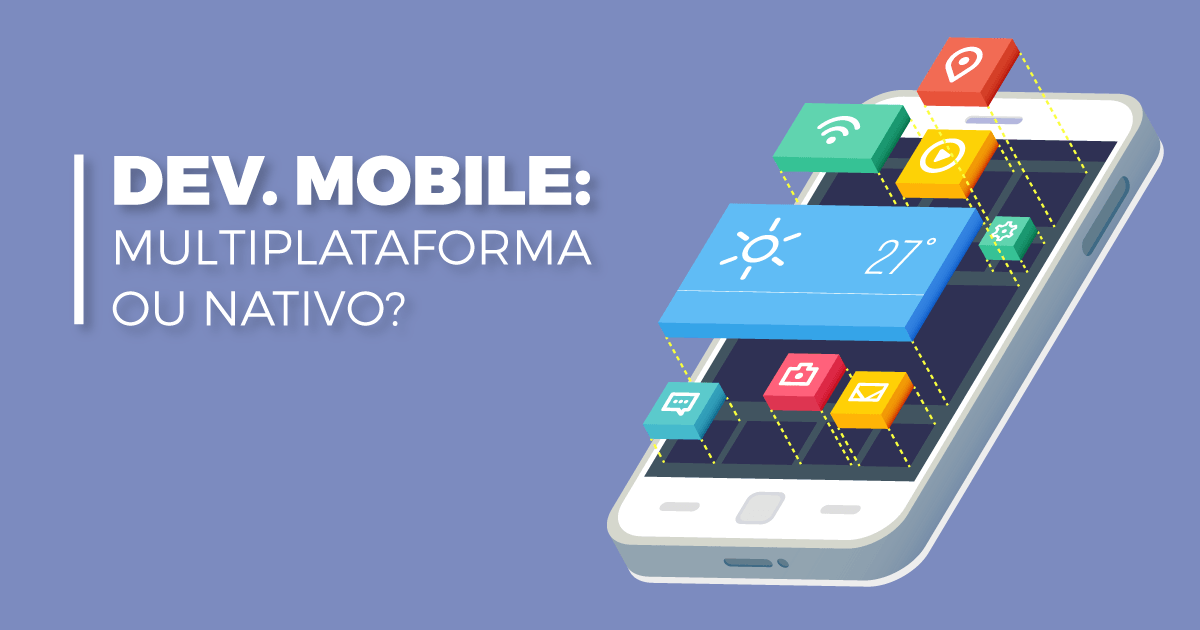 DEV. MOBILE:
MULTIPLATAFORMA
OU NATIVO?
27°